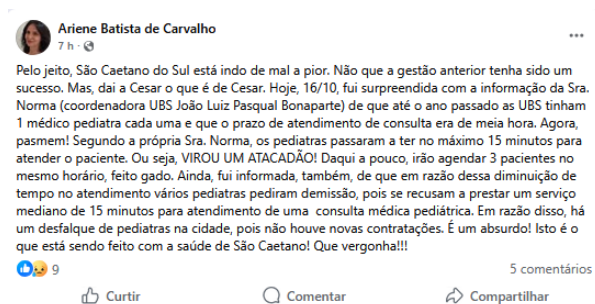 Ariene Batista de Carvalho
7 h ·
Pelo jeito, São Caetano do Sul está indo de mal a pior. Não que a gestão anterior tenha sido um
sucesso. Mas, dai a Cesar o que é de Cesar. Hoje, 16/10, fui surpreendida com a informação da Sra.
Norma (coordenadora UBS João Luiz Pasqual Bonaparte) de que até o ano passado as UBS tinham
1 médico pediatra cada uma e que o prazo de atendimento de consulta era de meia hora. Agora,
pasmem! Segundo a própria Sra. Norma, os pediatras passaram a ter no máximo 15 minutos para
atender o paciente. Ou seja, VIROU UM ATACADÃO! Daqui a pouco, irão agendar 3 pacientes no
mesmo horário, feito gado. Ainda, fui informada, também, de que em razão dessa diminuição de
tempo no atendimento vários pediatras pediram demissão, pois se recusam a prestar um serviço
mediano de 15 minutos para atendimento de uma consulta médica pediátrica. Em razão disso, há
um desfalque de pediatras na cidade, pois não houve novas contratações. É um absurdo! Isto é o
que está sendo feito com a saúde de São Caetano! Que vergonha!!!
9
5 comentários
Curtir
Comentar
Compartilhar